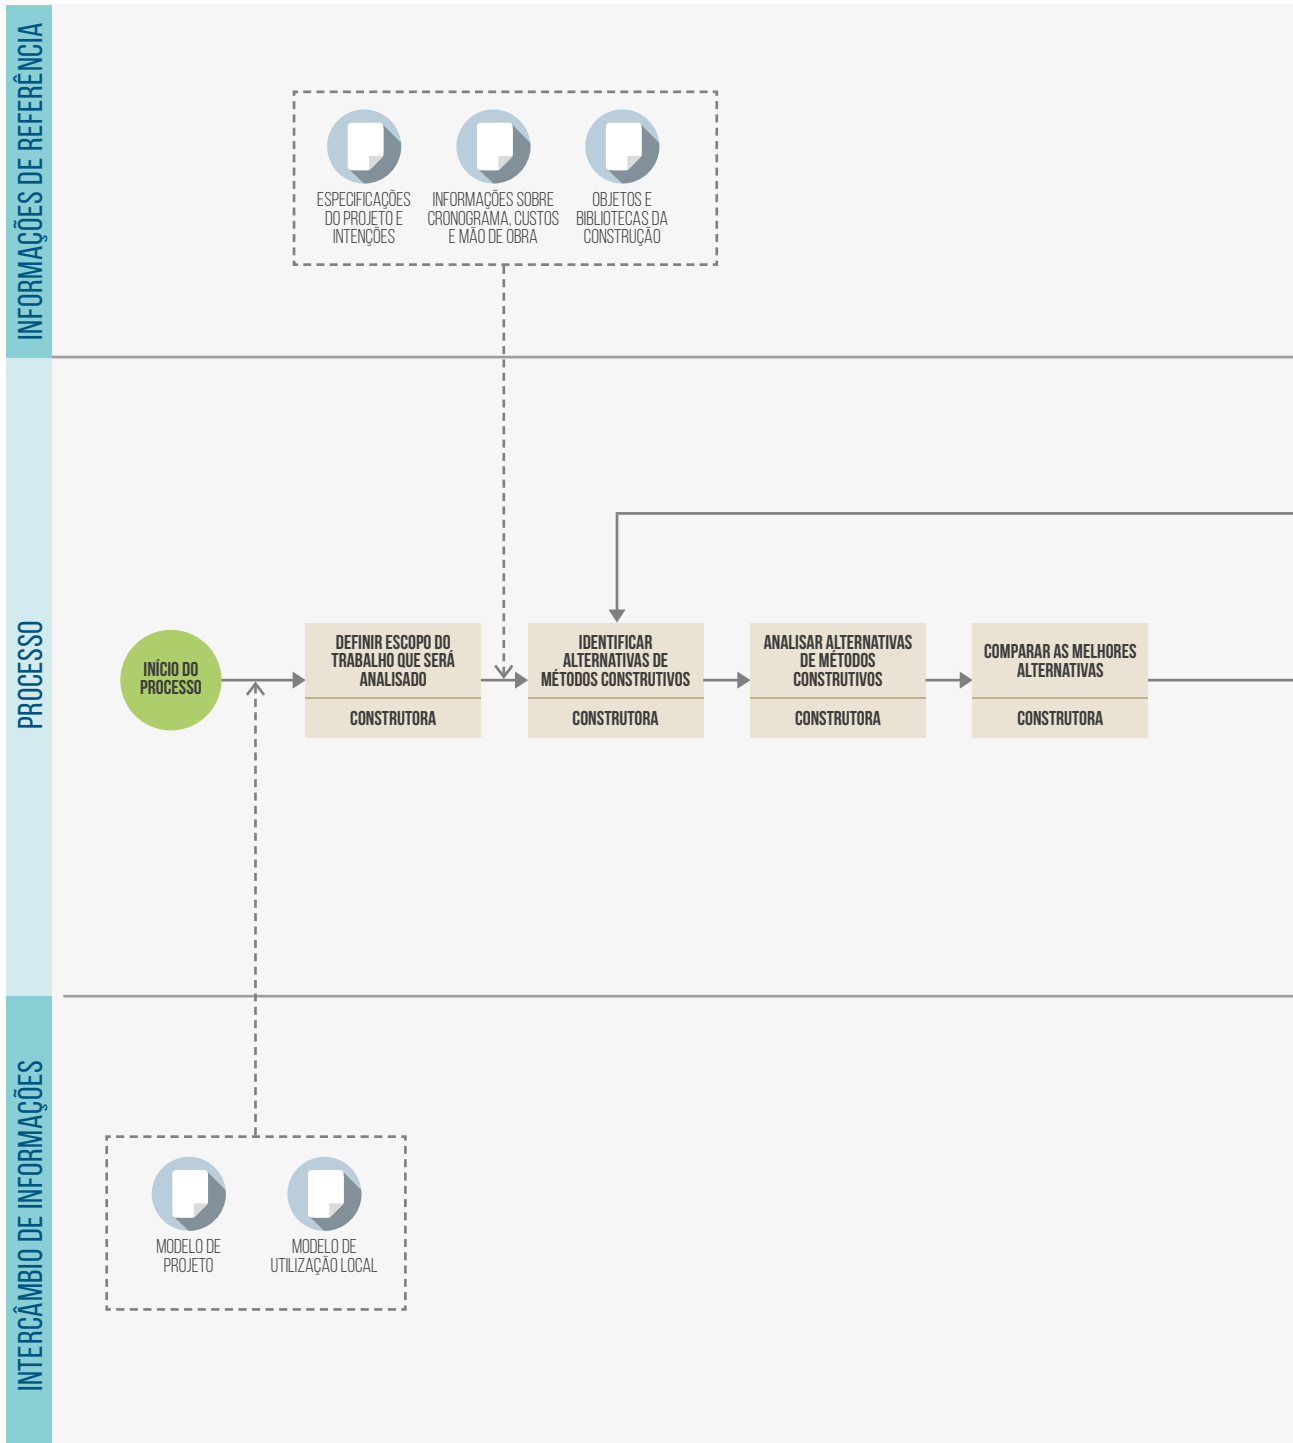 INFORMAÇÕES DE REFERÊNCIA
ESPECIFICAÇÕES
DO PROJETO E
INTENÇÕES
INFORMAÇÕES SOBRE
CRONOGRAMA, CUSTOS
E MÃO DE OBRA
OBJETOS E
BIBLIOTECAS DA
CONSTRUÇÃO
PROCESSO
INÍCIO DO
PROCESSO
DEFINIR ESCOPO DO
TRABALHO QUE SERÁ
ANALISADO
CONSTRUTORA
IDENTIFICAR
ALTERNATIVAS DE
MÉTODOS CONSTRUTIVOS
CONSTRUTORA
ANALISAR ALTERNATIVAS
DE MÉTODOS
CONSTRUTIVOS
CONSTRUTORA
COMPARAR AS MELHORES
ALTERNATIVAS
CONSTRUTORA
INTERCÂMBIO DE INFORMAÇÕES
MODELO DE
PROJETO
MODELO DE
UTILIZAÇÃO LOCAL